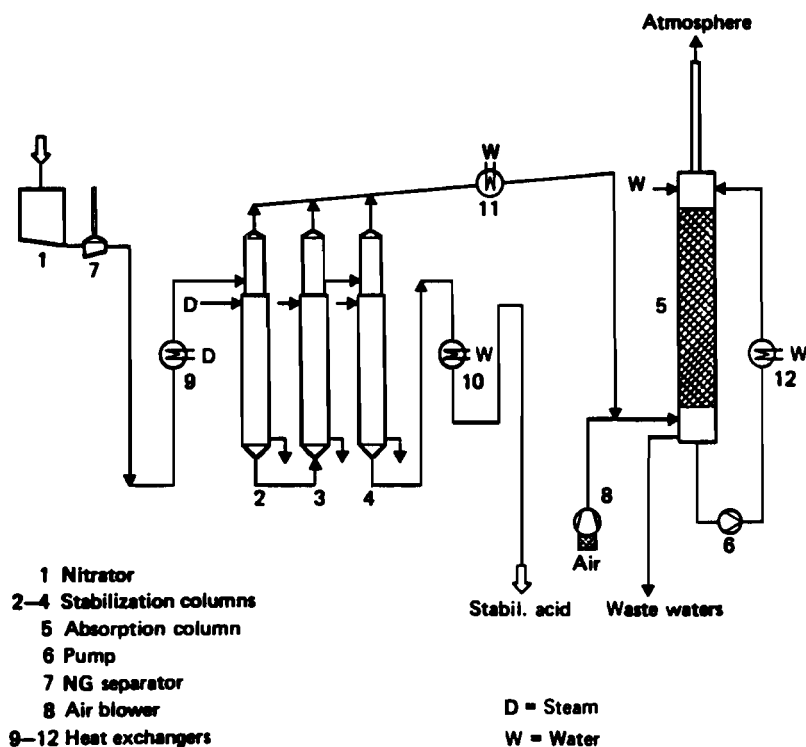 Atmosphere
W
W
11
1
7
D
D
9
2
3
4
W
10
5
W
12
8
6
Air
Stabil. acid
Waste waters
1 Nitrator
2–4 Stabilization columns
5 Absorption column
6 Pump
7 NG separator
8 Air blower
9–12 Heat exchangers
D = Steam
W = Water